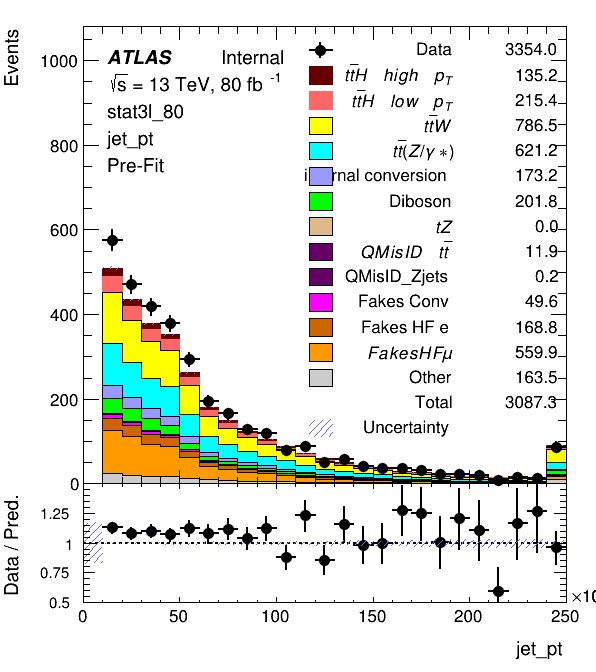 Events
1000
800
600
400
200
0
ATLAS Internal
√s = 13 TeV, 80 fb -1
stat3l_80
jet_pt
Pre-Fit
Data 3354.0
tt̄H high p_T 135.2
tt̄H low p_T 215.4
tt̄W 786.5
tt̄(Z/γ∗) 621.2
conversion 173.2
Diboson 201.8
tZ 0.0
QMisID tt̄ 11.9
QMisID_Zjets 0.2
Fakes Conv 49.6
Fakes HF e 168.8
FakesHFμ 559.9
Other 163.5
Total 3087.3
Uncertainty
Data / Pred.
1.25
1
0.75
0.5
0 50 100 150 200 250
×10
jet_pt